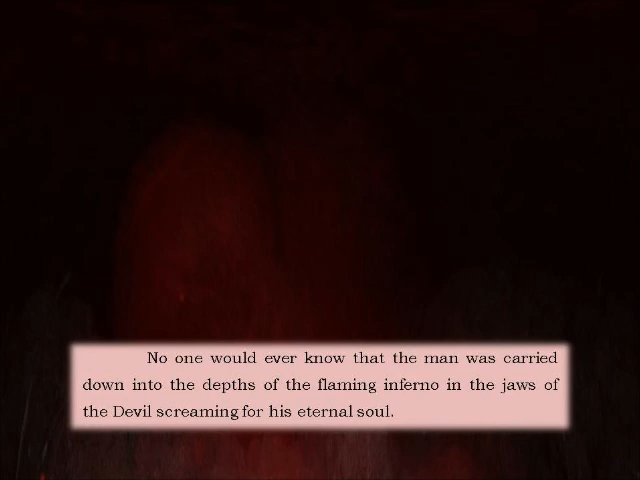 No one would ever know that the man was carried
down into the depths of the flaming inferno in the jaws of
the Devil screaming for his eternal soul.